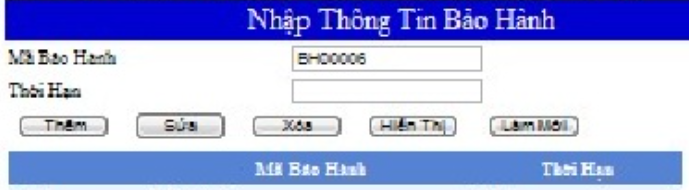 Nhập Thông Tin Bảo Hành
Mã Bảo Hành BH00006
Thời Hạn
Thêm Sửa Xóa Hiển Thị Làm Mới
Mã Bảo Hành Thời Hạn